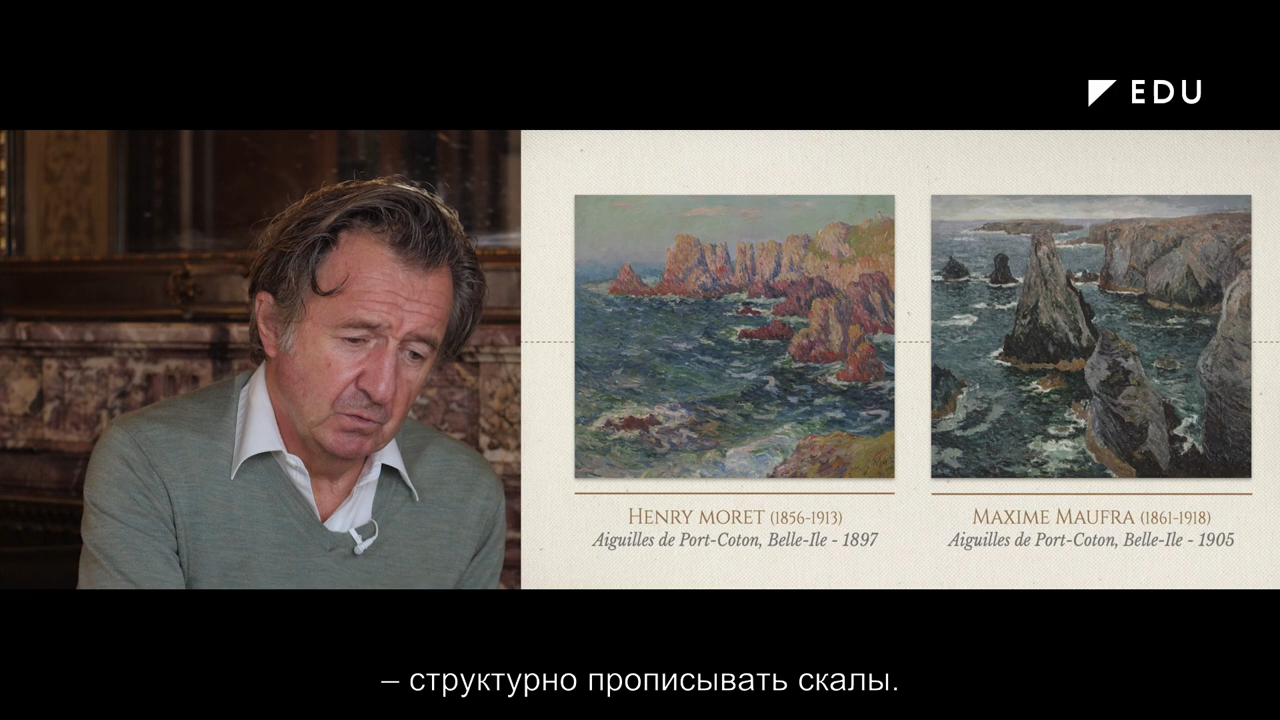 EDU
HENRY MORET (1856-1913)
Aiguilles de Port-Coton, Belle-Ile - 1897
MAXIME MAUFRA (1861-1918)
Aiguilles de Port-Coton, Belle-Ile - 1905
– структурно прописывать скалы.